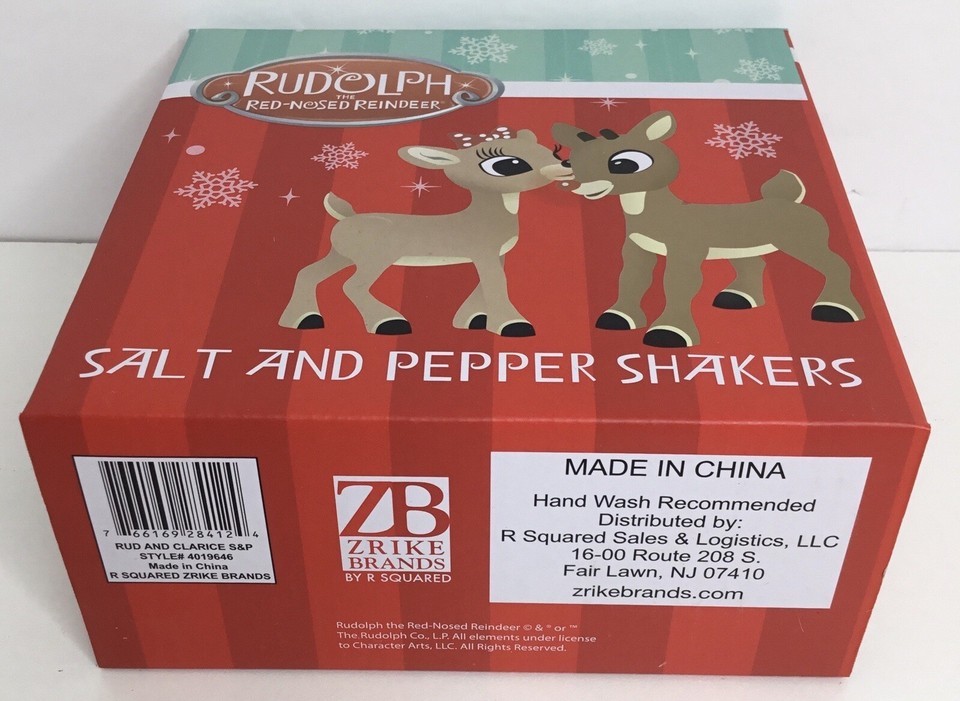 RUDOLPH
THE
RED-NOSED REINDEER™
SALT AND PEPPER SHAKERS
7 66169 28412 4
RUD AND CLARICE S&P
STYLE# 4019646
Made in China
R SQUARED ZRIKE BRANDS
ZB
ZRIKE
BRANDS
BY R SQUARED
MADE IN CHINA
Hand Wash Recommended
Distributed by:
R Squared Sales & Logistics, LLC
16-00 Route 208 S.
Fair Lawn, NJ 07410
zrikebrands.com
Rudolph the Red-Nosed Reindeer © & ® or ™
The Rudolph Co., L.P. All elements under license
to Character Arts, LLC. All Rights Reserved.